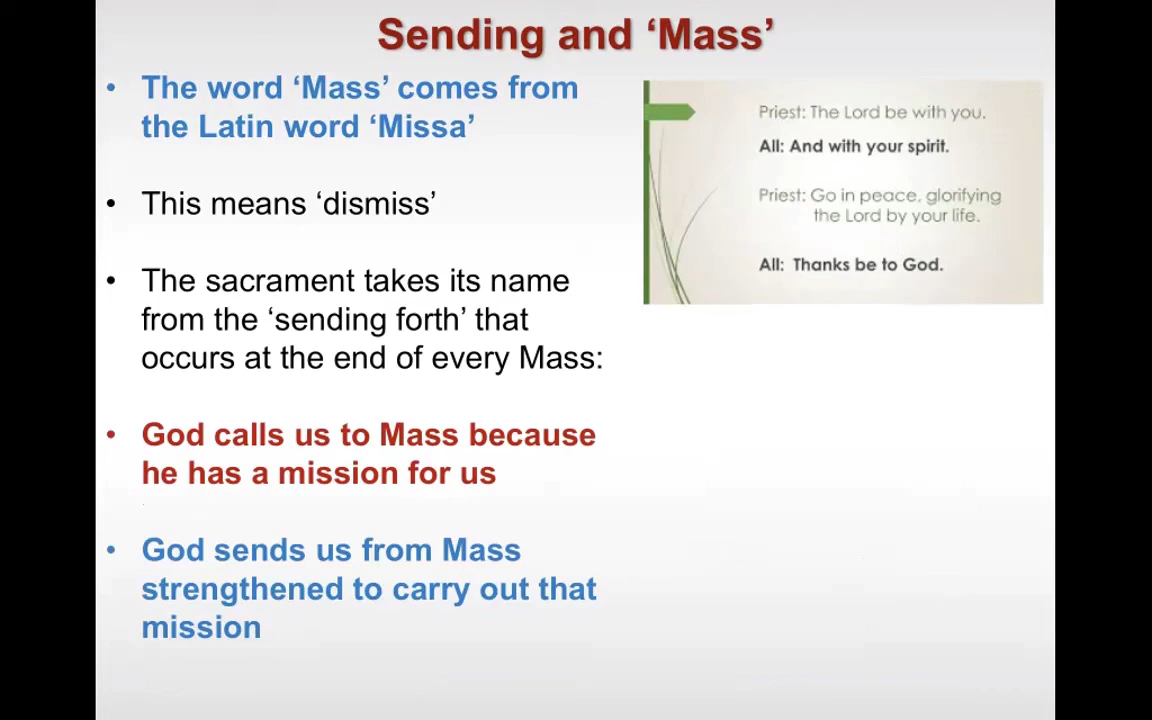 Sending and ‘Mass’
• The word ‘Mass’ comes from
the Latin word ‘Missa’
• This means ‘dismiss’
• The sacrament takes its name
from the ‘sending forth’ that
occurs at the end of every Mass:
• God calls us to Mass because
he has a mission for us
• God sends us from Mass
strengthened to carry out that
mission
Priest: The Lord be with you.
All: And with your spirit.
Priest: Go in peace, glorifying
the Lord by your life.
All: Thanks be to God.